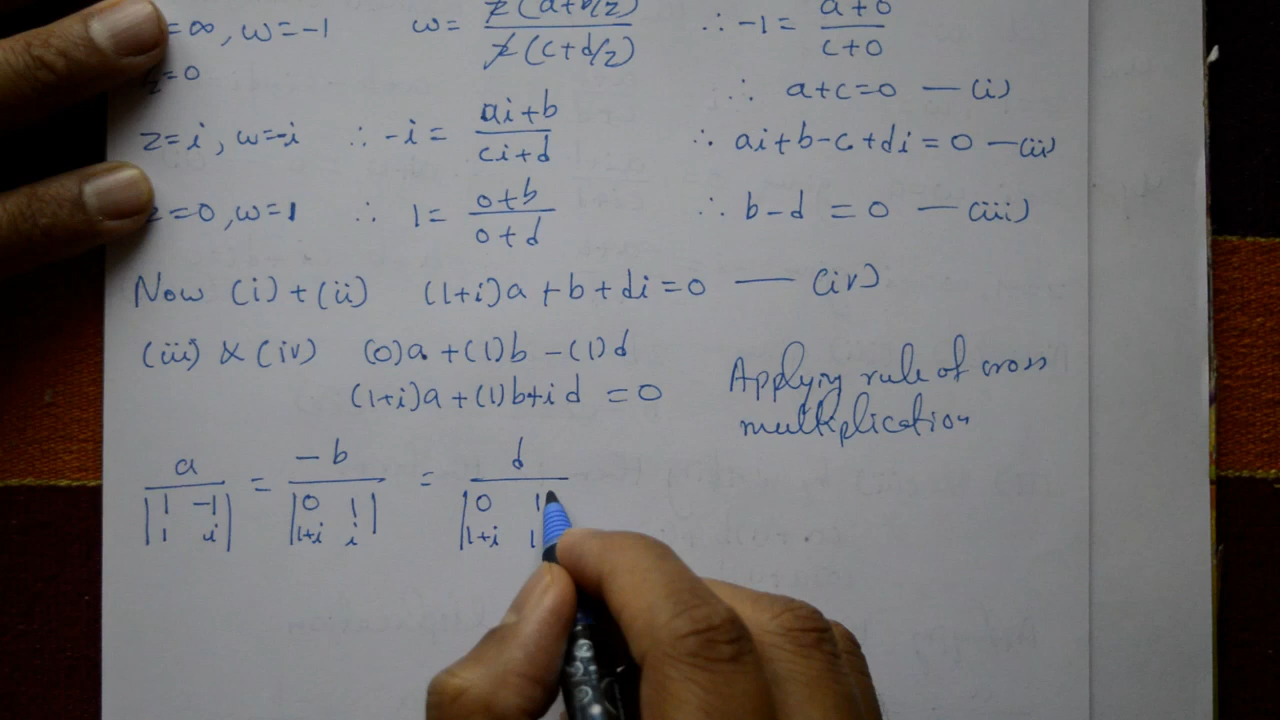 =∞, ω=-1 ω= z(a+b/z) / z(c+d/z) ∴ -1 = a+0 / c+0
z=0 ∴ a+c=0 — (i)
z=i, ω=-i ∴ -i = ai+b / ci+d ∴ ai+b-c+di=0 — (ii)
z=0, ω=1 ∴ 1 = 0+b / 0+d ∴ b-d = 0 — (iii)
Now (i)+(ii) (1+i)a+b+di=0 — (iv)
(iii) & (iv) (0)a+(1)b-(1)d
(1+i)a+(1)b+id = 0
Applying rule of cross
multiplication
a / |1 -1| = -b / |0 1| = d / |0 1
|1 i| |1+i i| |1+i 1